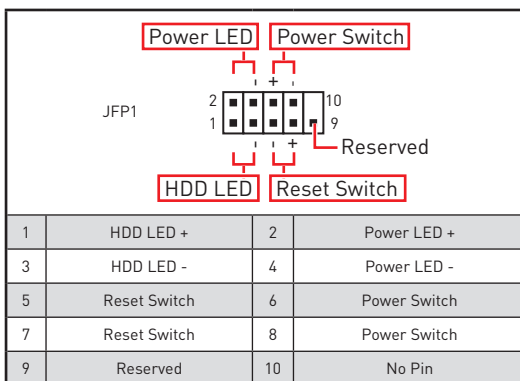 Power LED Power Switch
- + -
JFP1
2 10
1 9
- - +
Reserved
HDD LED Reset Switch
1 HDD LED + 2 Power LED +
3 HDD LED - 4 Power LED -
5 Reset Switch 6 Power Switch
7 Reset Switch 8 Power Switch
9 Reserved 10 No Pin